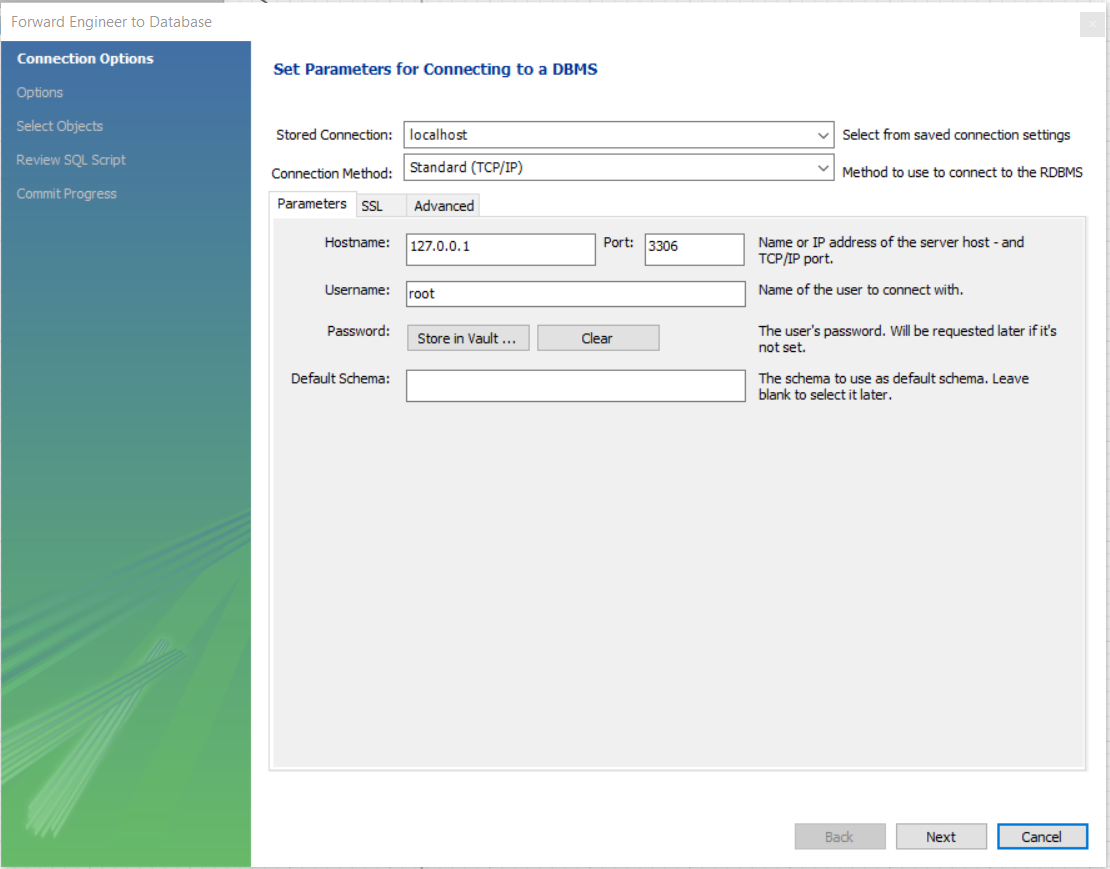 Forward Engineer to Database
Connection Options
Options
Select Objects
Review SQL Script
Commit Progress
Set Parameters for Connecting to a DBMS
Stored Connection: localhost Select from saved connection settings
Connection Method: Standard (TCP/IP) Method to use to connect to the RDBMS
Parameters SSL Advanced
Hostname: 127.0.0.1 Port: 3306 Name or IP address of the server host - and
TCP/IP port.
Username: root Name of the user to connect with.
Password: Store in Vault ... Clear The user's password. Will be requested later if it's
not set.
Default Schema: The schema to use as default schema. Leave
blank to select it later.
Back Next Cancel